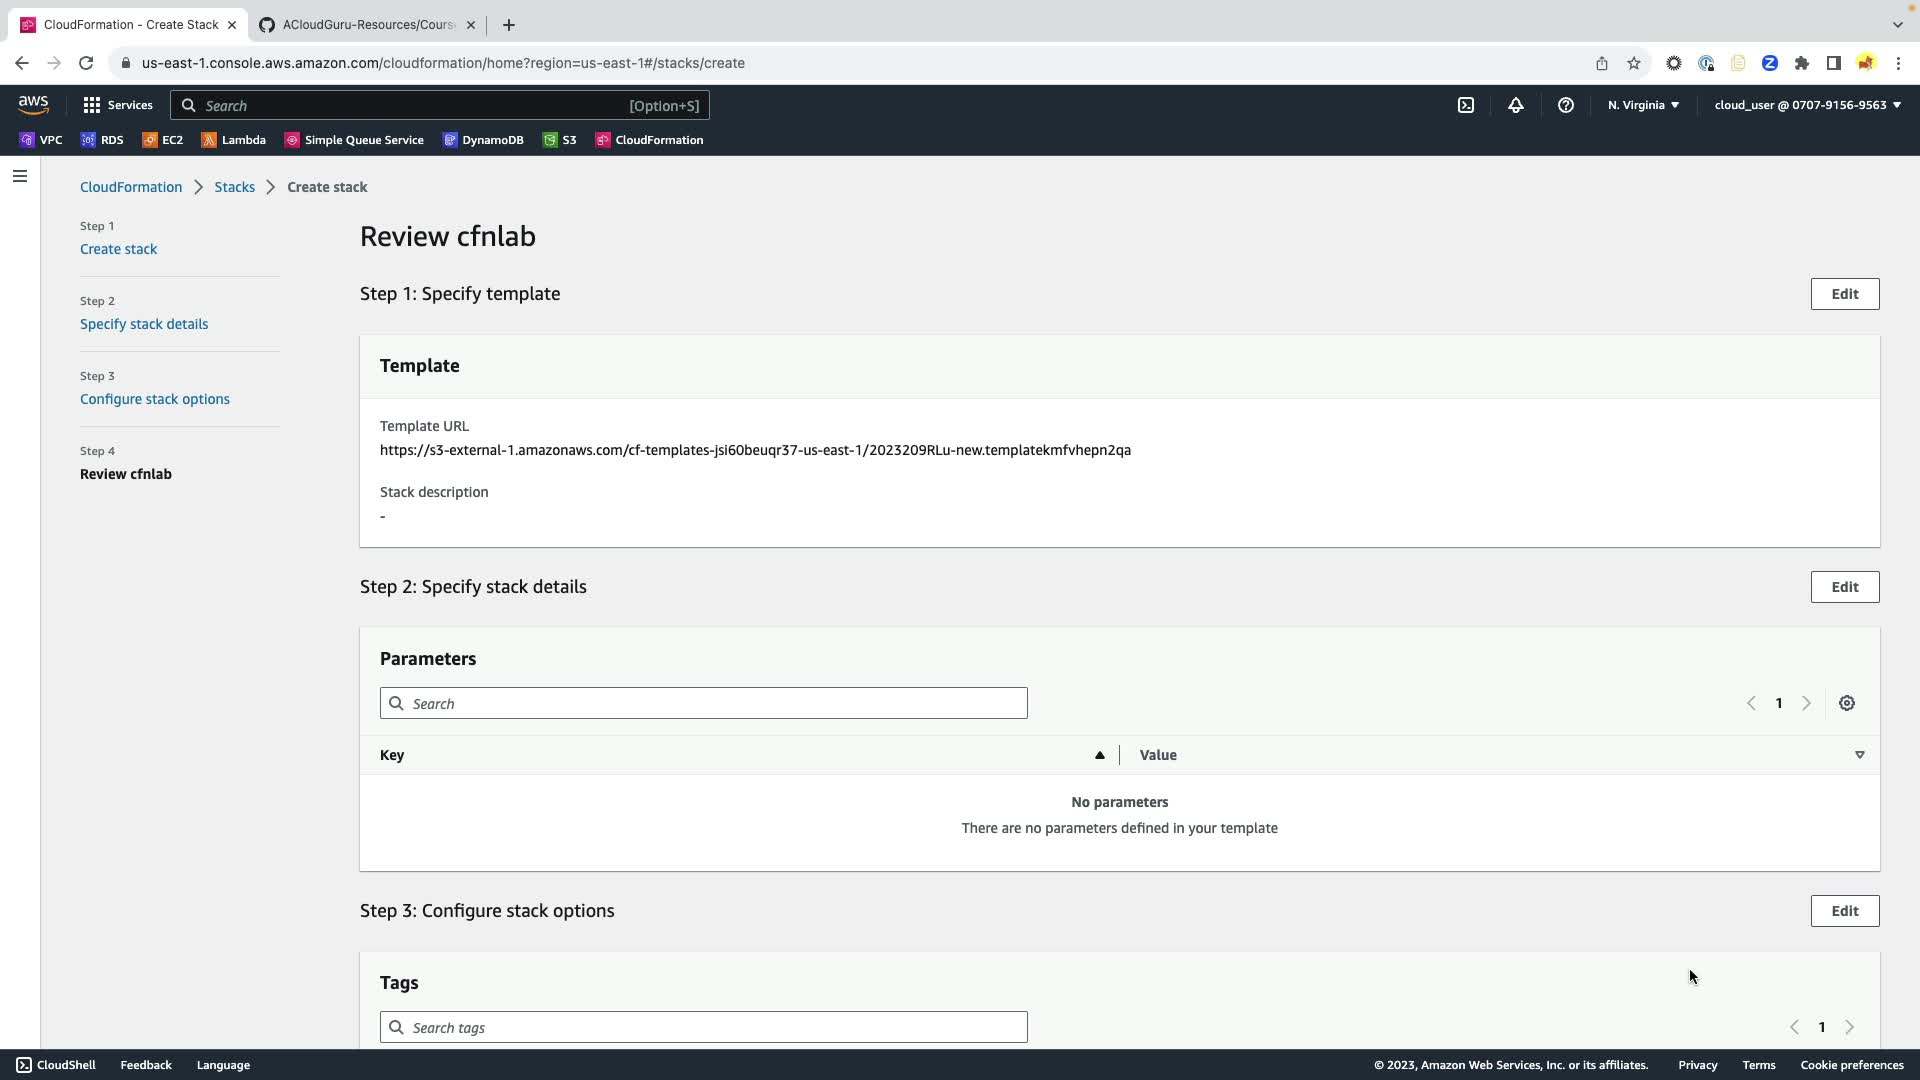 CloudFormation - Create Stack
ACloudGuru-Resources/Cours
us-east-1.console.aws.amazon.com/cloudformation/home?region=us-east-1#/stacks/create
aws
Services
Search
[Option+S]
N. Virginia
cloud_user @ 0707-9156-9563
VPC
RDS
EC2
Lambda
Simple Queue Service
DynamoDB
S3
CloudFormation
CloudFormation
Stacks
Create stack
Step 1
Create stack
Step 2
Specify stack details
Step 3
Configure stack options
Step 4
Review cfnlab
Review cfnlab
Step 1: Specify template
Edit
Template
Template URL
https://s3-external-1.amazonaws.com/cf-templates-jsi60beuqr37-us-east-1/2023209RLu-new.templatekmfvhepn2qa
Stack description
-
Step 2: Specify stack details
Edit
Parameters
Search
1
Key
Value
No parameters
There are no parameters defined in your template
Step 3: Configure stack options
Edit
Tags
Search tags
1
CloudShell
Feedback
Language
© 2023, Amazon Web Services, Inc. or its affiliates.
Privacy
Terms
Cookie preferences